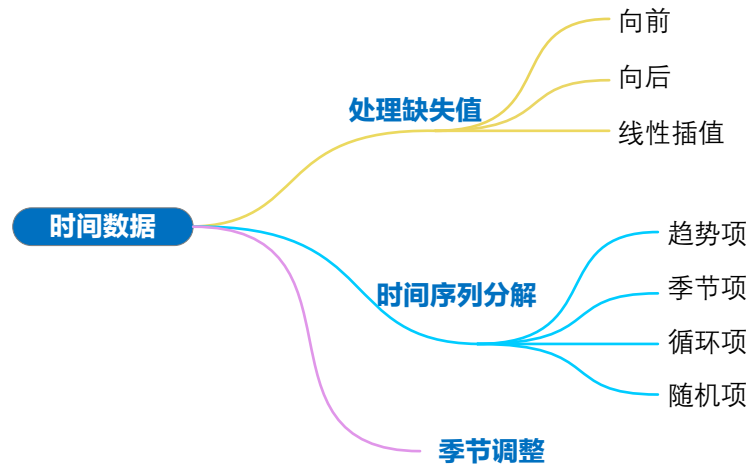 时间数据
处理缺失值
向前
向后
线性插值
时间序列分解
趋势项
季节项
循环项
随机项
季节调整